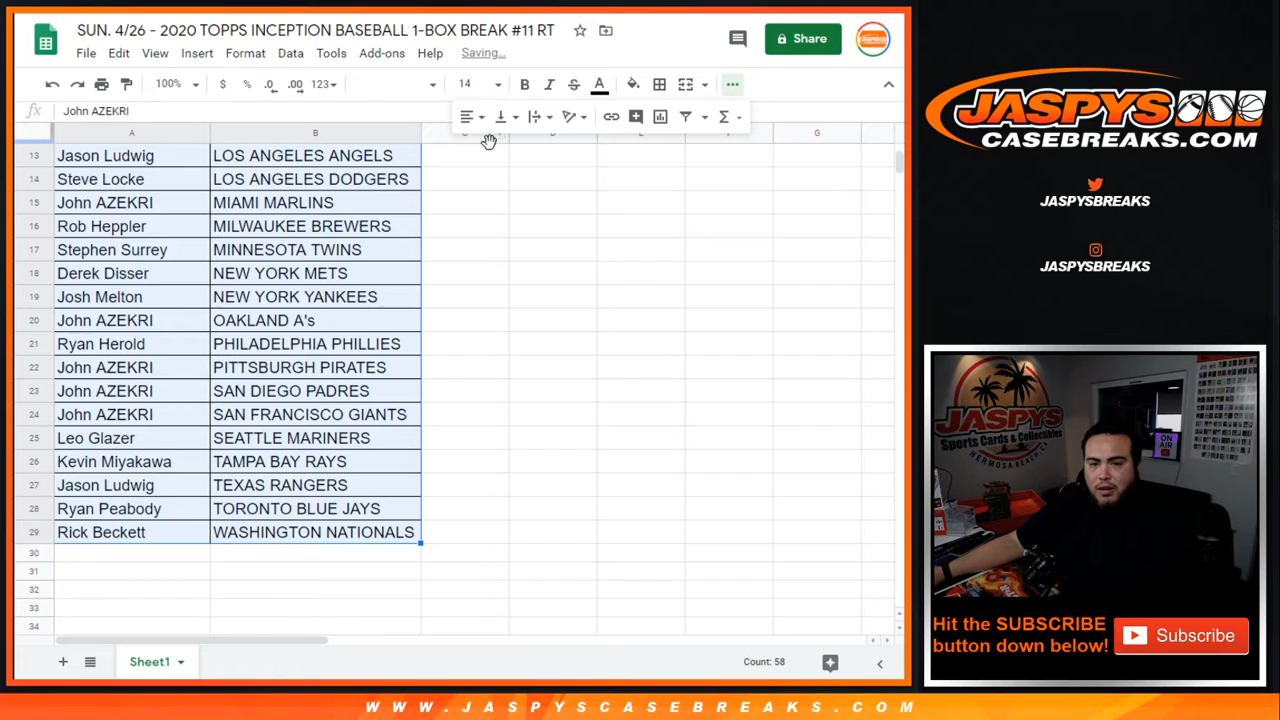 SUN. 4/26 - 2020 TOPPS INCEPTION BASEBALL 1-BOX BREAK #11 RT
File Edit View Insert Format Data Tools Add-ons Help Saving...
Share
100% $ % .0 .00 123 14 B I S A
fx John AZEKRI
A B C D E F G
13 Jason Ludwig LOS ANGELES ANGELS
14 Steve Locke LOS ANGELES DODGERS
15 John AZEKRI MIAMI MARLINS
16 Rob Heppler MILWAUKEE BREWERS
17 Stephen Surrey MINNESOTA TWINS
18 Derek Disser NEW YORK METS
19 Josh Melton NEW YORK YANKEES
20 John AZEKRI OAKLAND A's
21 Ryan Herold PHILADELPHIA PHILLIES
22 John AZEKRI PITTSBURGH PIRATES
23 John AZEKRI SAN DIEGO PADRES
24 John AZEKRI SAN FRANCISCO GIANTS
25 Leo Glazer SEATTLE MARINERS
26 Kevin Miyakawa TAMPA BAY RAYS
27 Jason Ludwig TEXAS RANGERS
28 Ryan Peabody TORONTO BLUE JAYS
29 Rick Beckett WASHINGTON NATIONALS
30
31
32
33
34
Sheet1
Count: 58
JASPYS
CASEBREAKS.COM
JASPYSBREAKS
JASPYSBREAKS
JASPYS
Sports Cards & Collectibles
HERMOSA BEACH, CA
ON AIR
Hit the SUBSCRIBE
button down below!
Subscribe
WWW.JASPYSCASEBREAKS.COM